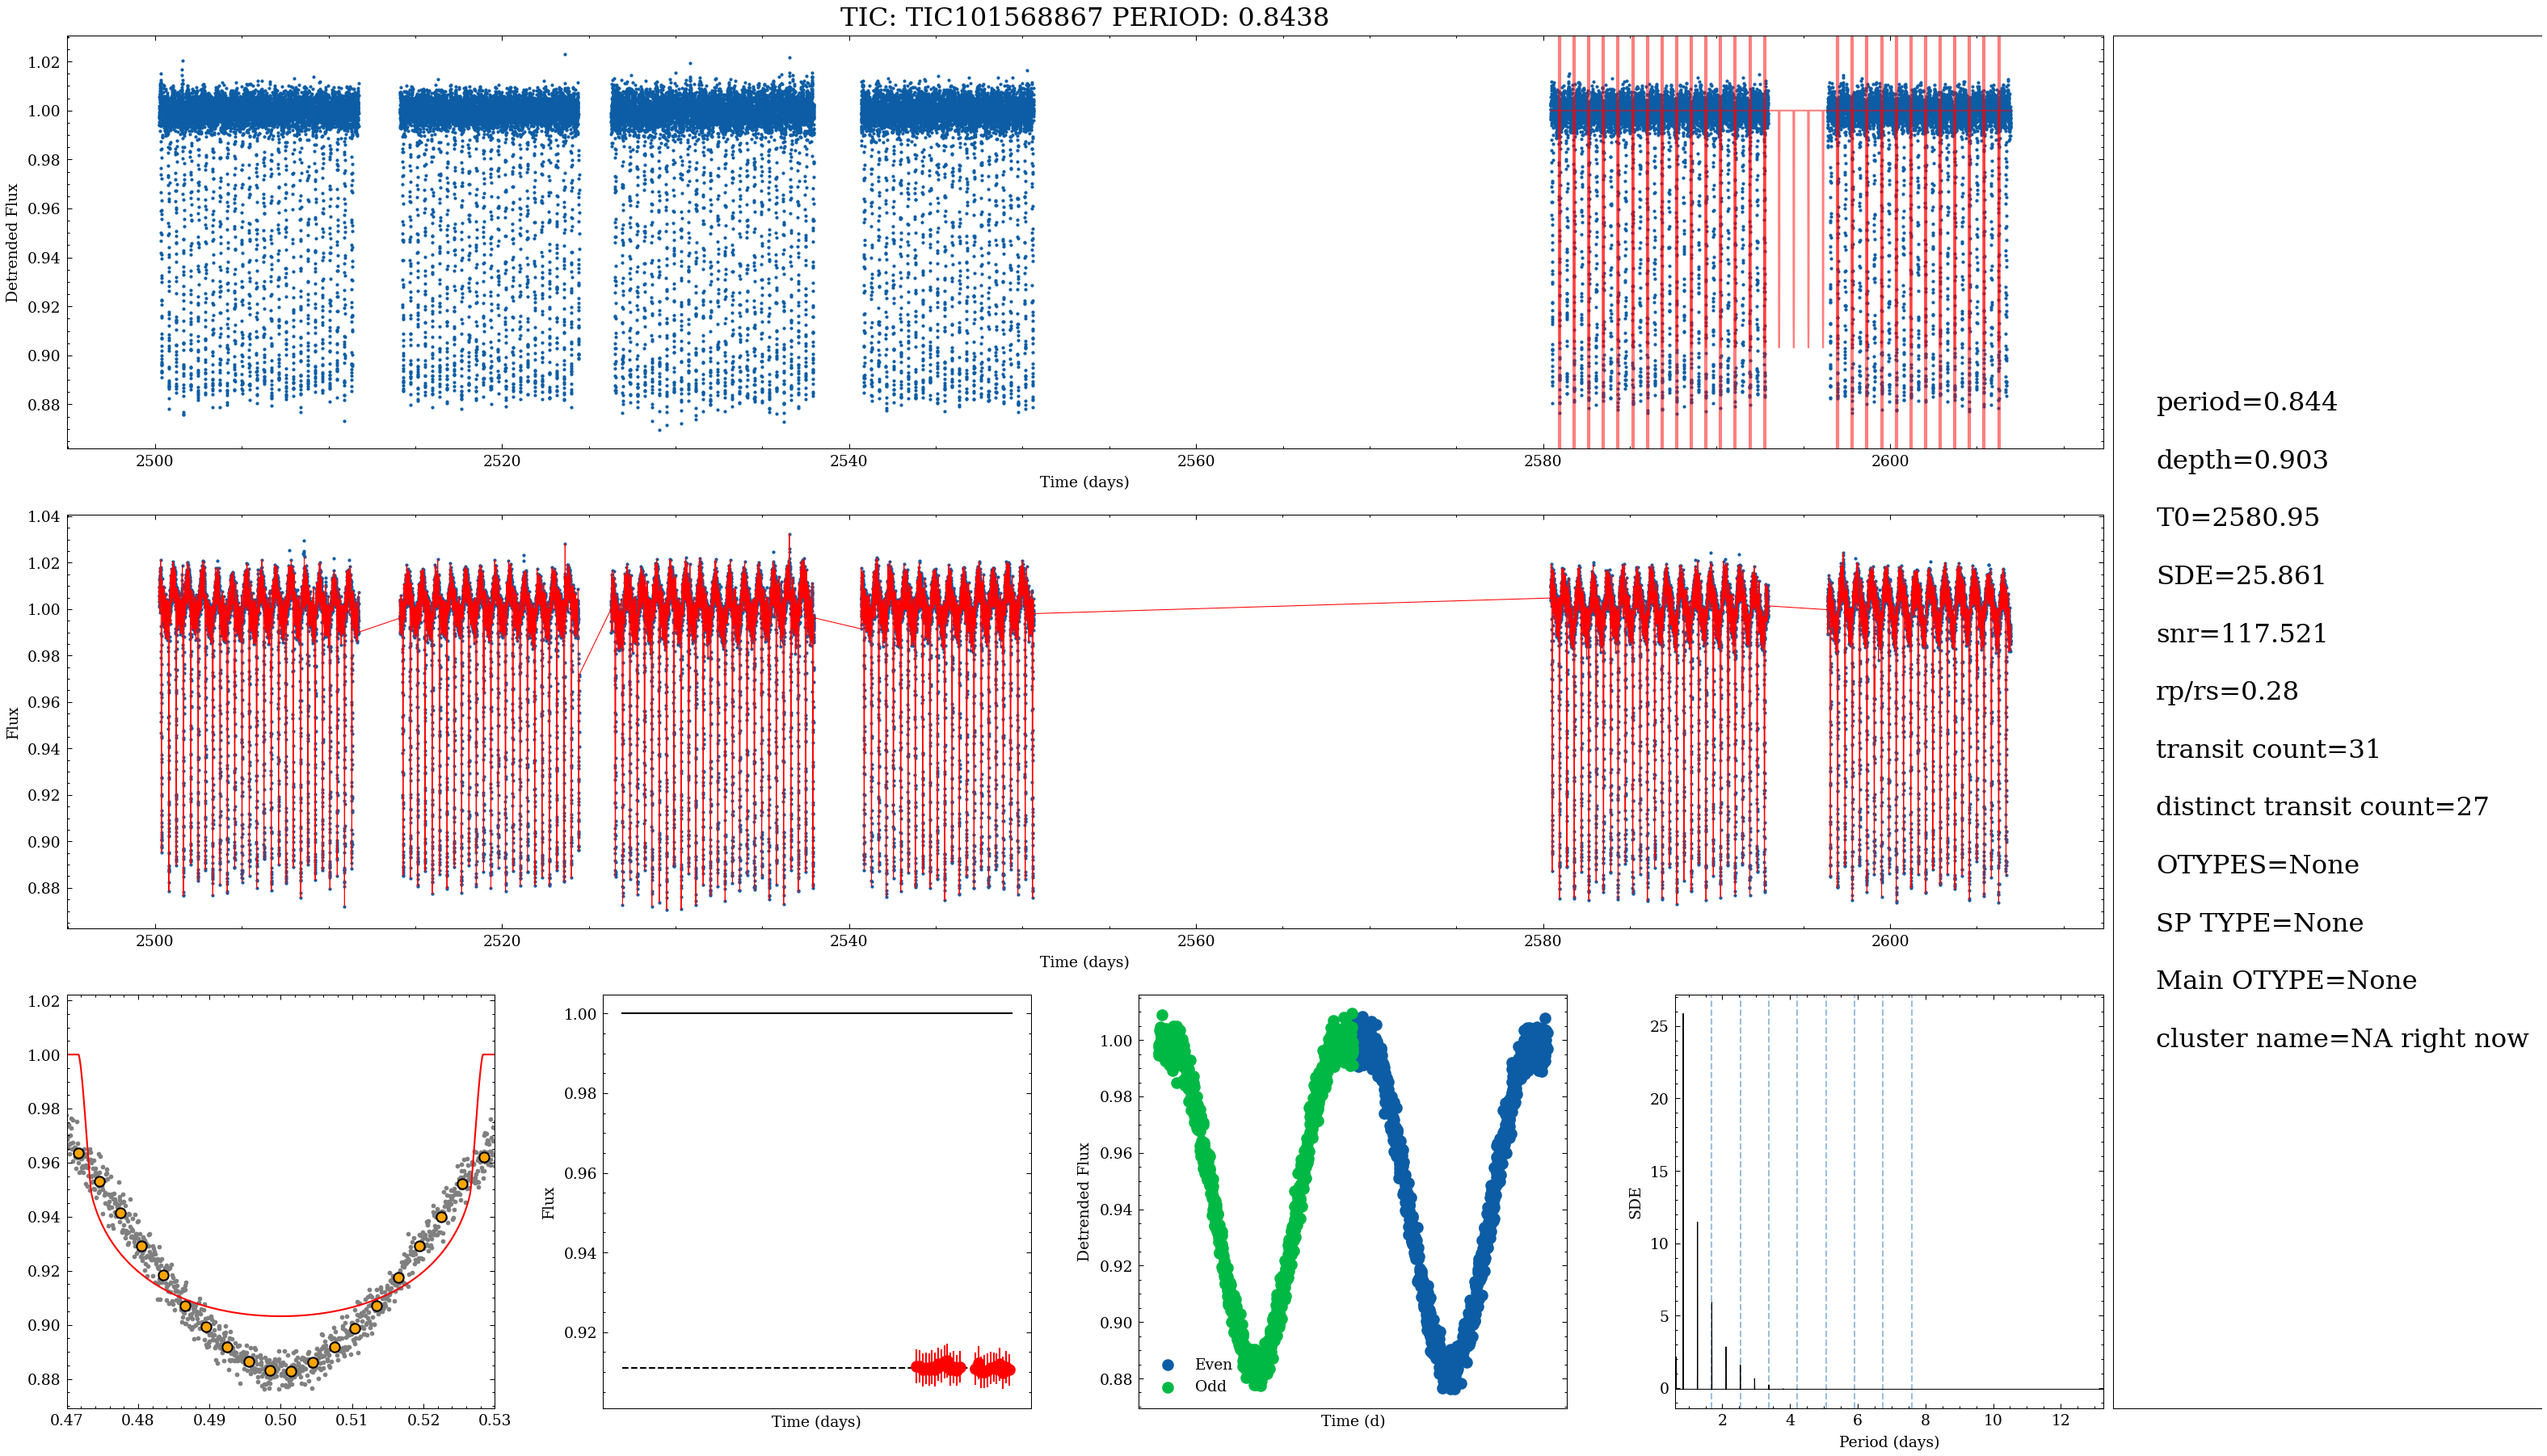 TIC: TIC101568867 PERIOD: 0.8438
1.02
1.00
0.98
0.96
0.94
0.92
0.90
0.88
Detrended Flux
2500
2520
2540
2560
2580
2600
Time (days)
1.04
1.02
1.00
0.98
0.96
0.94
0.92
0.90
0.88
Flux
2500
2520
2540
2560
2580
2600
Time (days)
period=0.844
depth=0.903
T0=2580.95
SDE=25.861
snr=117.521
rp/rs=0.28
transit count=31
distinct transit count=27
OTYPES=None
SP TYPE=None
Main OTYPE=None
cluster name=NA right now
1.02
1.00
0.98
0.96
0.94
0.92
0.90
0.88
0.47
0.48
0.49
0.50
0.51
0.52
0.53
1.00
0.98
0.96
0.94
0.92
Flux
Time (days)
1.00
0.98
0.96
0.94
0.92
0.90
0.88
Detrended Flux
Even
Odd
Time (d)
25
20
15
10
5
0
SDE
2
4
6
8
10
12
Period (days)